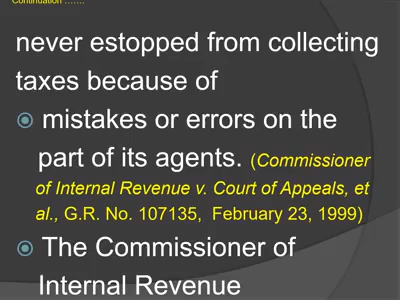 Continuation …….
never estopped from collecting
taxes because of
mistakes or errors on the
part of its agents. (Commissioner
of Internal Revenue v. Court of Appeals, et
al., G.R. No. 107135, February 23, 1999)
The Commissioner of
Internal Revenue